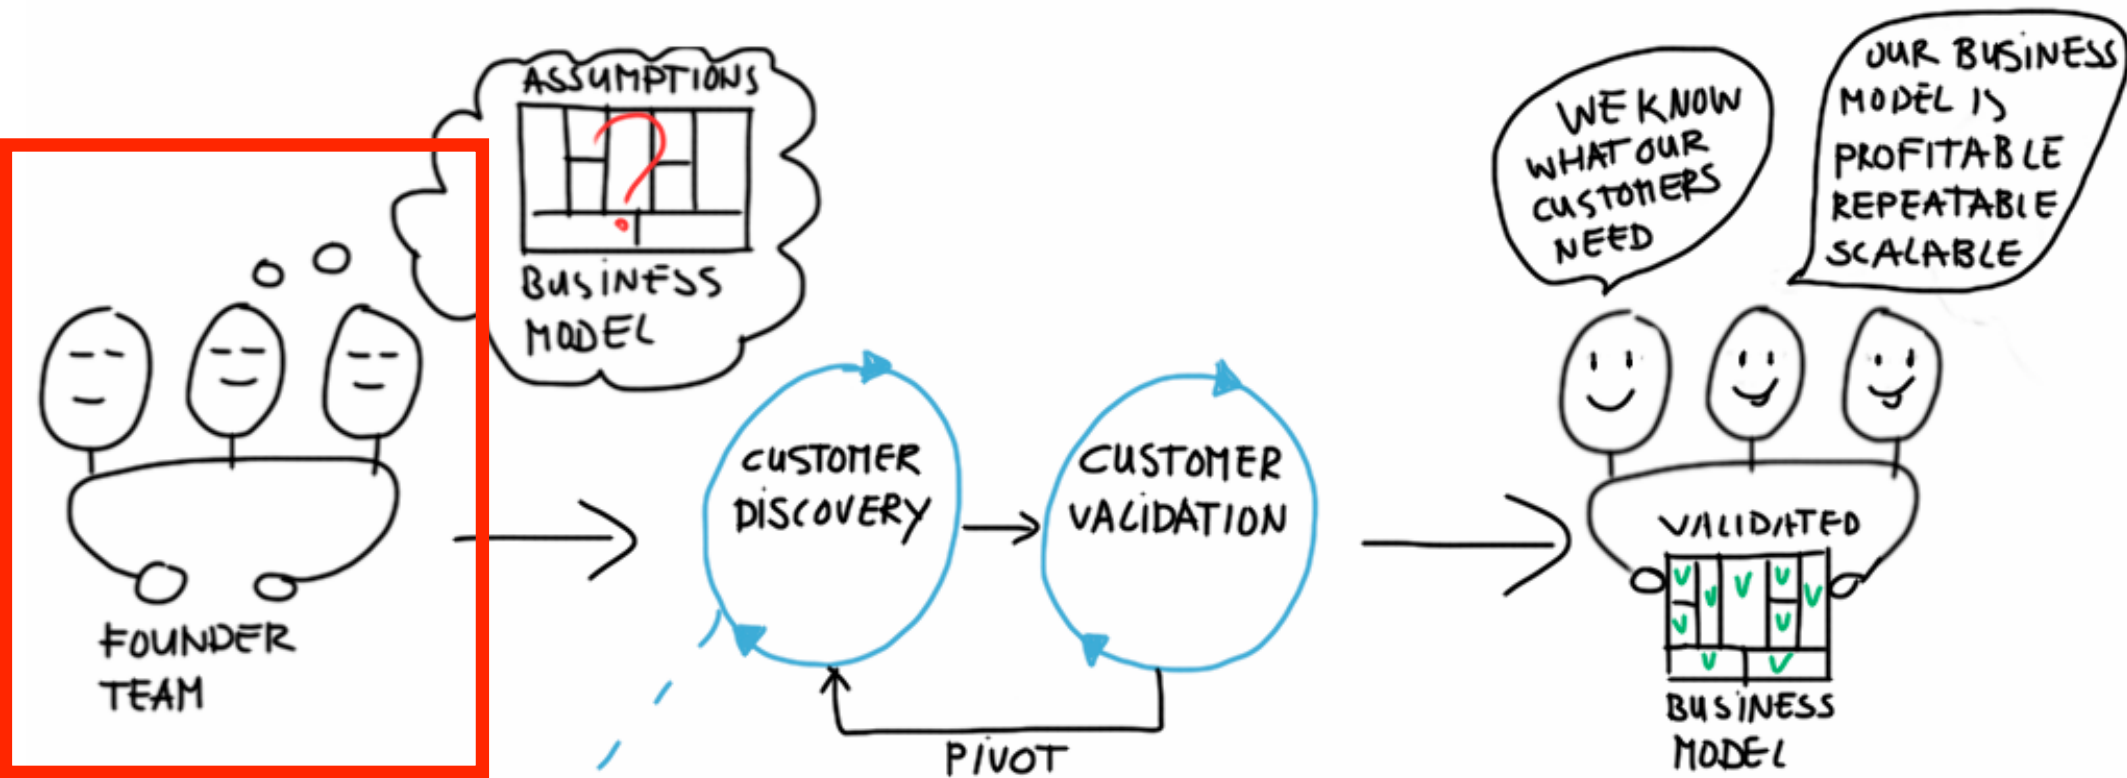 ASSUMPTIONS
?
BUSINESS
MODEL
FOUNDER
TEAM
CUSTOMER
DISCOVERY
CUSTOMER
VALIDATION
PIVOT
WE KNOW
WHAT OUR
CUSTOMERS
NEED
OUR BUSINESS
MODEL IS
PROFITABLE
REPEATABLE
SCALABLE
VALIDATED
BUSINESS
MODEL